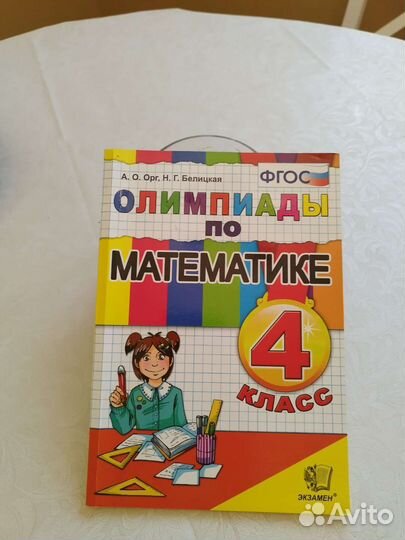 А. О. Орг, Н. Г. Белицкая
ФГОС
ОЛИМПИАДЫ
ПО
МАТЕМАТИКЕ
4
КЛАСС
ЭКЗАМЕН®
Avito